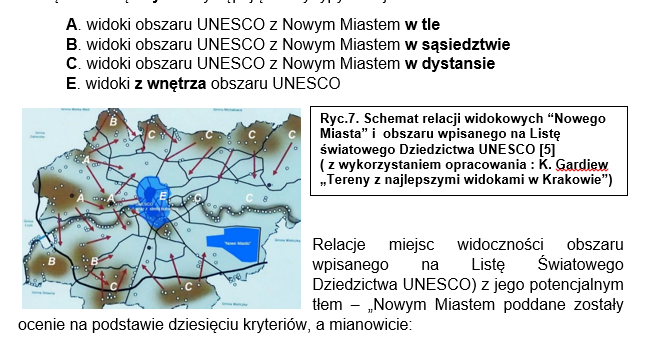 A. widoki obszaru UNESCO z Nowym Miastem w tle
B. widoki obszaru UNESCO z Nowym Miastem w sąsiedztwie
C. widoki obszaru UNESCO z Nowym Miastem w dystansie
E. widoki z wnętrza obszaru UNESCO
B
C
C
C
A
A
A
E
C
C
"Nowe Miasto"
B
B
C
C
Ryc.7. Schemat relacji widokowych “Nowego
Miasta” i obszaru wpisanego na Listę
światowego Dziedzictwa UNESCO [5]
( z wykorzystaniem opracowania : K. Gardiew
„Tereny z najlepszymi widokami w Krakowie”)
Relacje miejsc widoczności obszaru
wpisanego na Listę Światowego
Dziedzictwa UNESCO) z jego potencjalnym
tłem – „Nowym Miastem poddane zostały
ocenie na podstawie dziesięciu kryteriów, a mianowicie: